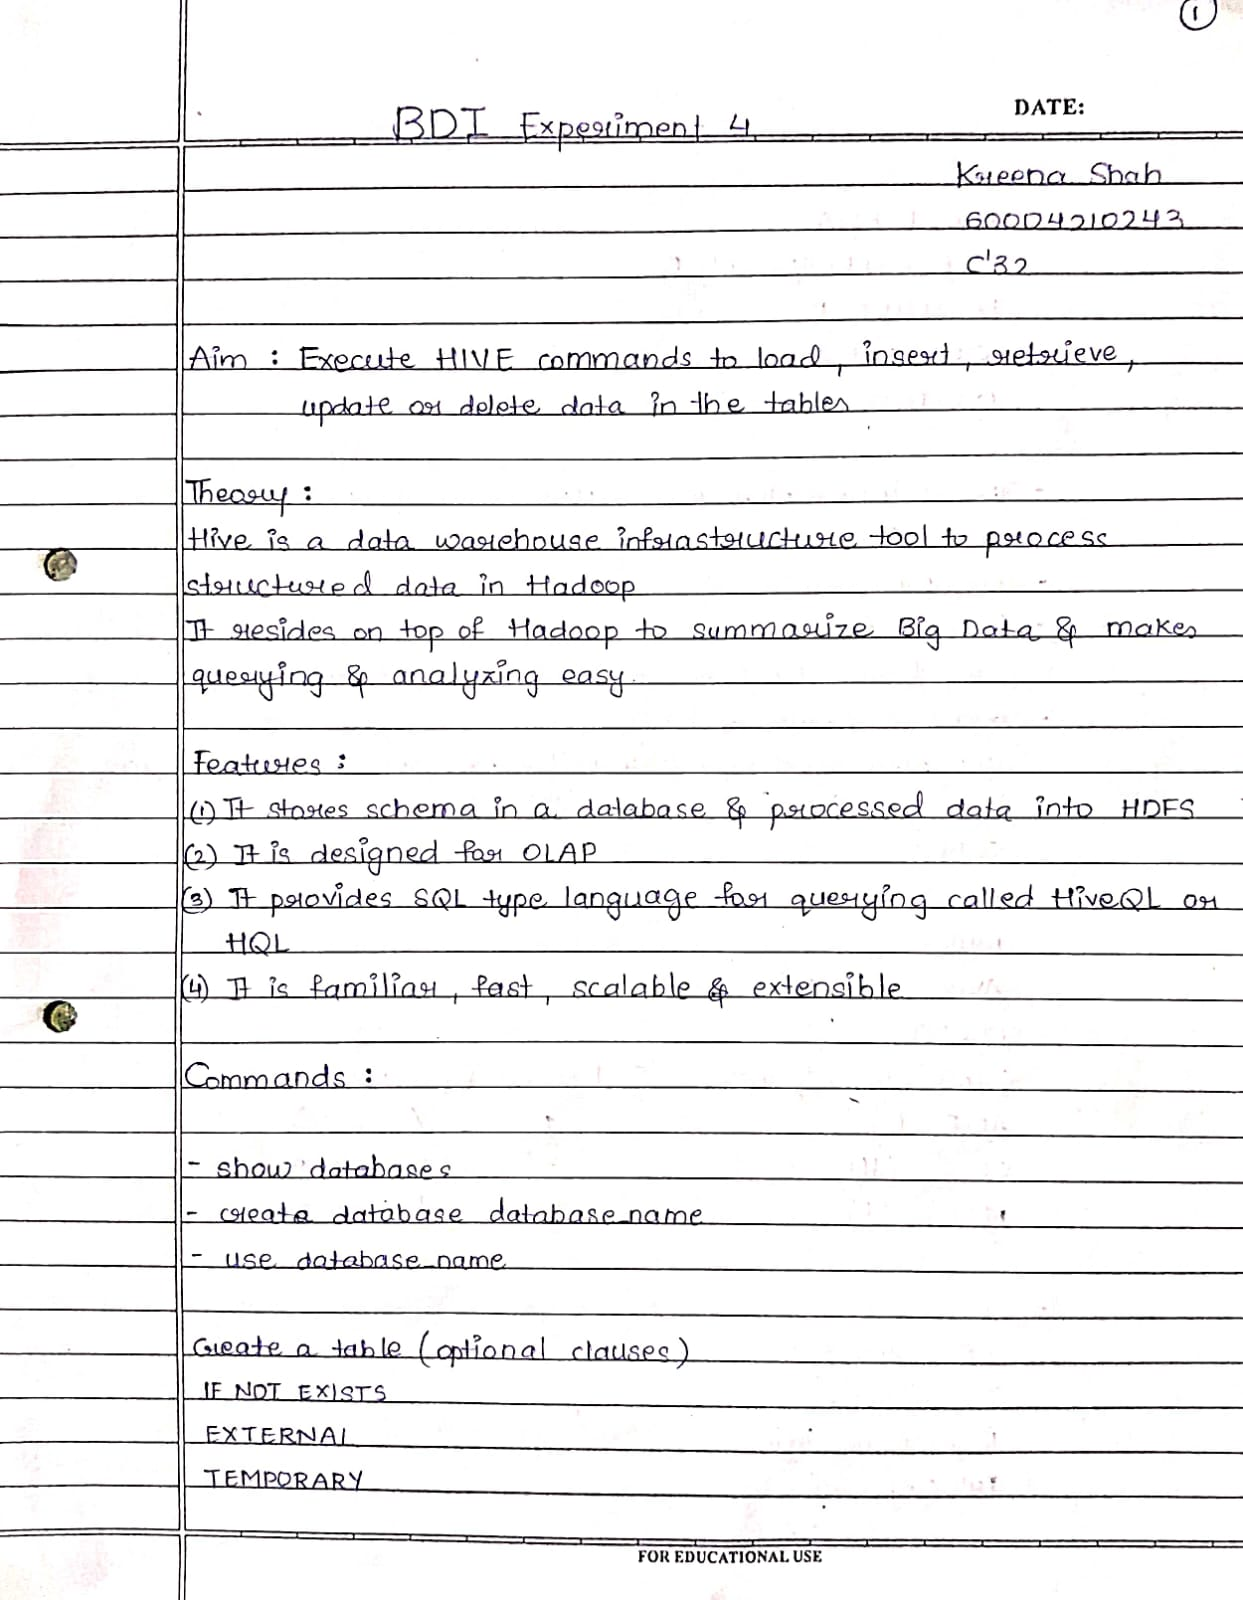 1
DATE:
BDI Experiment 4
Kreena Shah
60004210243
C'32
Aim : Execute HIVE commands to load, insert, retrieve,
update or delete data in the tables
Theory :
Hive is a data warehouse infrastructure tool to process
structured data in Hadoop
It resides on top of Hadoop to summarize Big Data & makes
querying & analyzing easy.
Features :
(1) It stores schema in a database & processed data into HDFS
(2) It is designed for OLAP
(3) It provides SQL type language for querying called HiveQL or
HQL
(4) It is familiar, fast, scalable & extensible
Commands :
- show databases
- create database database_name
- use database_name
Create a table (optional clauses)
IF NOT EXISTS
EXTERNAL
TEMPORARY
FOR EDUCATIONAL USE